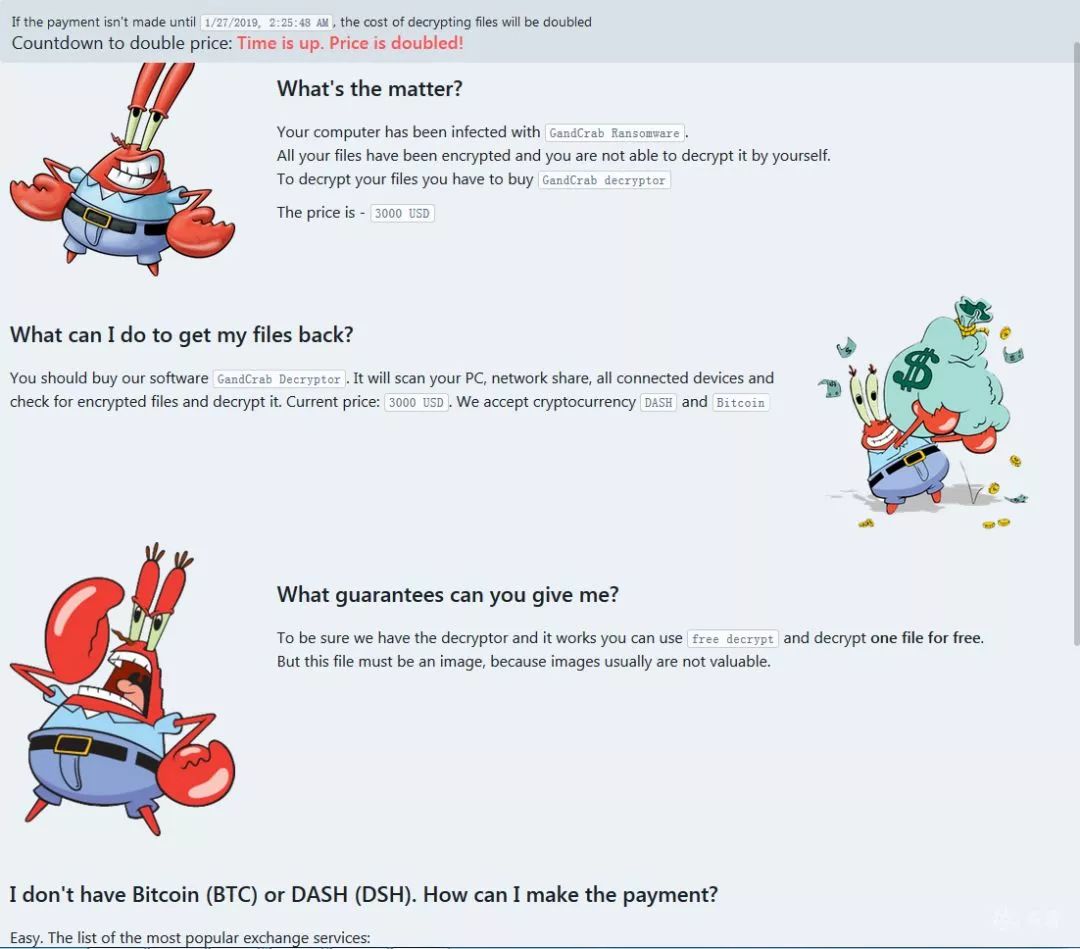 If the payment isn't made until 1/27/2019, 2:25:48 AM, the cost of decrypting files will be doubled
Countdown to double price: Time is up. Price is doubled!
What's the matter?
Your computer has been infected with GandCrab Ransomware.
All your files have been encrypted and you are not able to decrypt it by yourself.
To decrypt your files you have to buy GandCrab decryptor
The price is - 3000 USD
What can I do to get my files back?
You should buy our software GandCrab Decryptor. It will scan your PC, network share, all connected devices and
check for encrypted files and decrypt it. Current price: 3000 USD. We accept cryptocurrency DASH and Bitcoin
$
What guarantees can you give me?
To be sure we have the decryptor and it works you can use free decrypt and decrypt one file for free.
But this file must be an image, because images usually are not valuable.
I don't have Bitcoin (BTC) or DASH (DSH). How can I make the payment?
Easy. The list of the most popular exchange services: